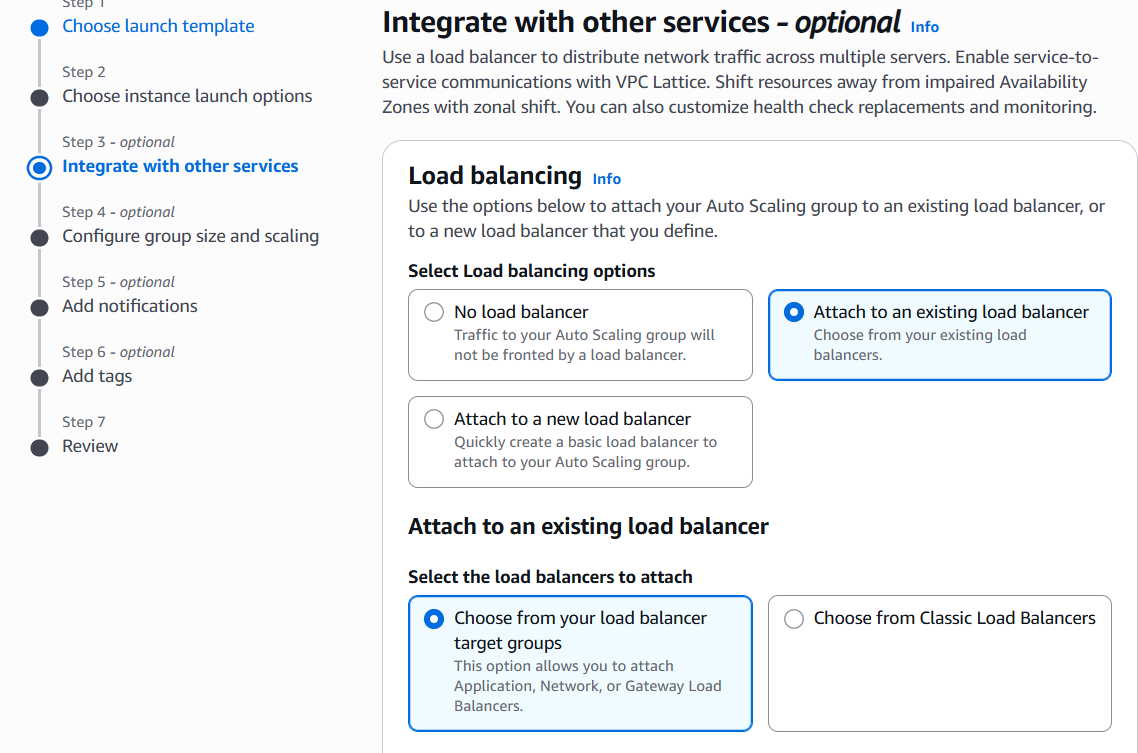 Step 1
Choose launch template
Step 2
Choose instance launch options
Step 3 - optional
Integrate with other services
Step 4 - optional
Configure group size and scaling
Step 5 - optional
Add notifications
Step 6 - optional
Add tags
Step 7
Review
Integrate with other services - optional Info
Use a load balancer to distribute network traffic across multiple servers. Enable service-to-
service communications with VPC Lattice. Shift resources away from impaired Availability
Zones with zonal shift. You can also customize health check replacements and monitoring.
Load balancing Info
Use the options below to attach your Auto Scaling group to an existing load balancer, or
to a new load balancer that you define.
Select Load balancing options
No load balancer
Traffic to your Auto Scaling group will
not be fronted by a load balancer.
Attach to an existing load balancer
Choose from your existing load
balancers.
Attach to a new load balancer
Quickly create a basic load balancer to
attach to your Auto Scaling group.
Attach to an existing load balancer
Select the load balancers to attach
Choose from your load balancer
target groups
This option allows you to attach
Application, Network, or Gateway Load
Balancers.
Choose from Classic Load Balancers